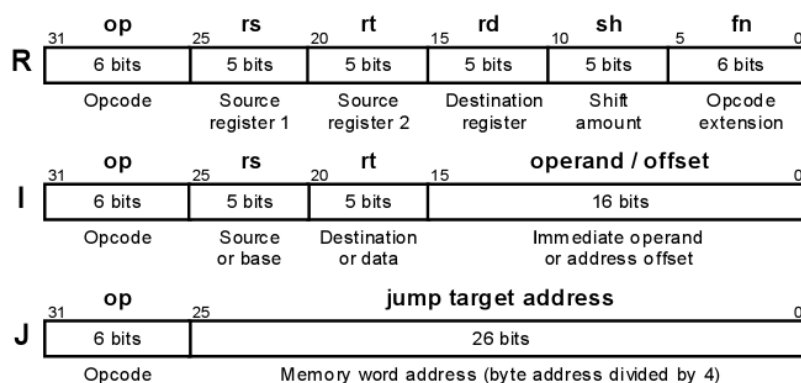 op rs rt rd sh fn
31 25 20 15 10 5 0
R 6 bits 5 bits 5 bits 5 bits 5 bits 6 bits
Opcode Source Source Destination Shift Opcode
register 1 register 2 register amount extension
op rs rt operand / offset
31 25 20 15 0
I 6 bits 5 bits 5 bits 16 bits
Opcode Source Destination Immediate operand
or base or data or address offset
op jump target address
31 25 0
J 6 bits 26 bits
Opcode Memory word address (byte address divided by 4)